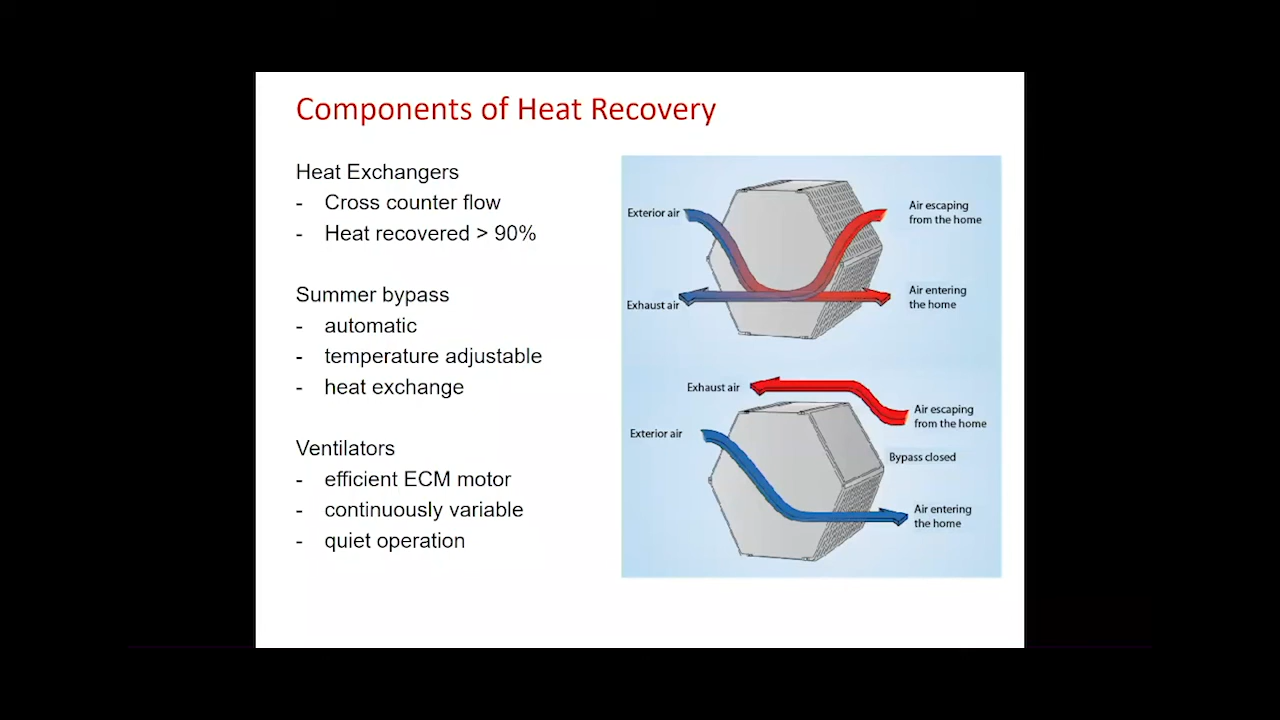 Components of Heat Recovery
Heat Exchangers
- Cross counter flow
- Heat recovered > 90%
Summer bypass
- automatic
- temperature adjustable
- heat exchange
Ventilators
- efficient ECM motor
- continuously variable
- quiet operation
Exterior air
Air escaping
from the home
Exhaust air
Air entering
the home
Exhaust air
Air escaping
from the home
Exterior air
Bypass closed
Air entering
the home